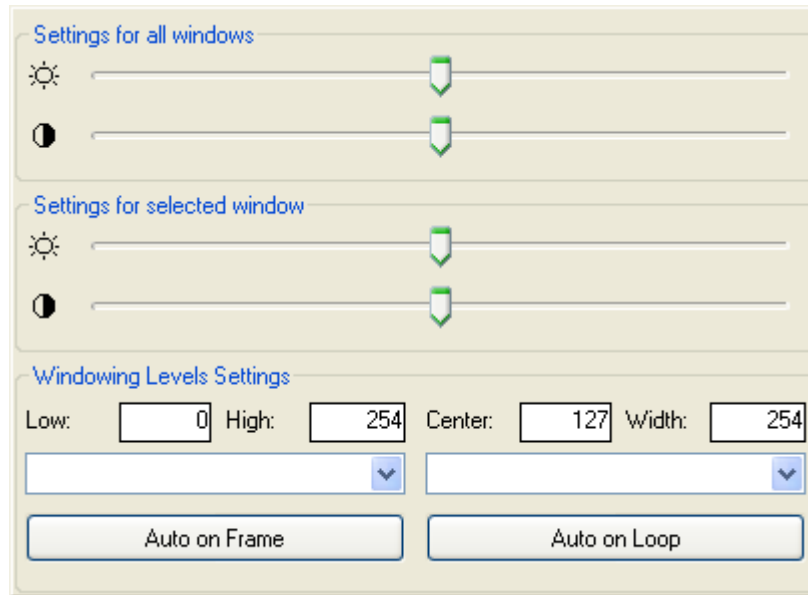 Settings for all windows
Settings for selected window
Windowing Levels Settings
Low: 0 High: 254 Center: 127 Width: 254
Auto on Frame Auto on Loop